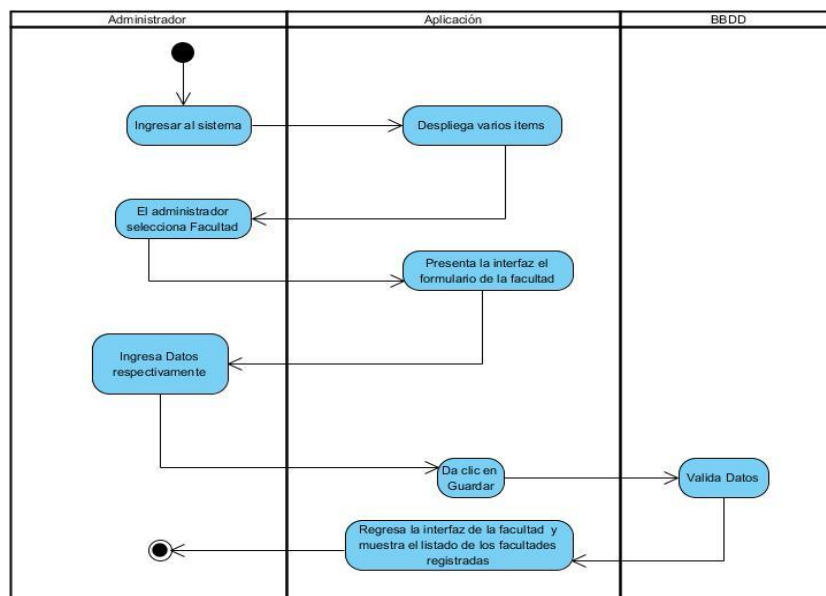 Administrador
Aplicación
BBDD
Ingresar al sistema
Despliega varios items
El administrador
selecciona Facultad
Presenta la interfaz el
formulario de la facultad
Ingresa Datos
respectivamente
Da clic en
Guardar
Valida Datos
Regresa la interfaz de la facultad y
muestra el listado de los facultades
registradas